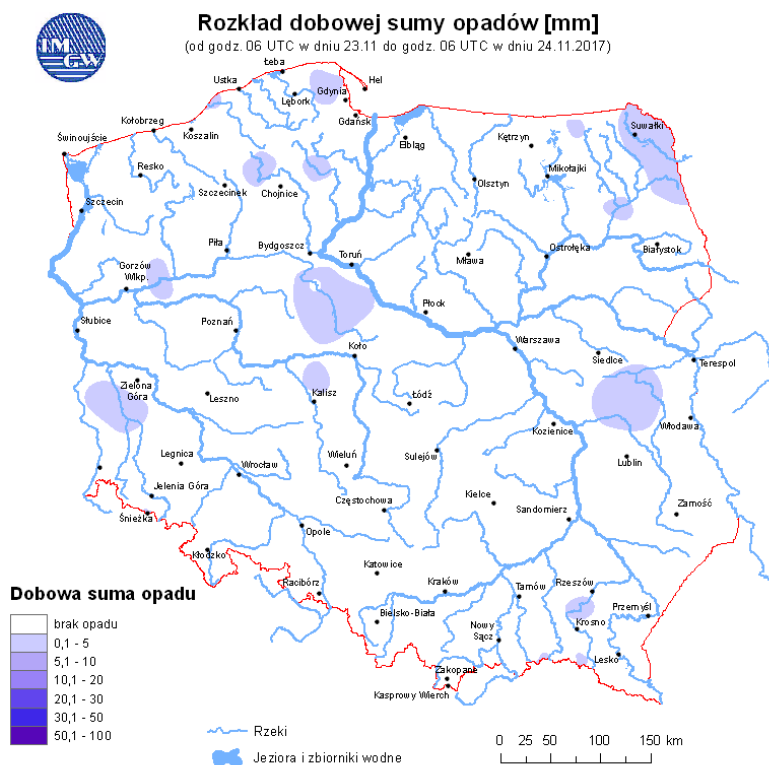 Rozkład dobowej sumy opadów [mm]
(od godz. 06 UTC w dniu 23.11 do godz. 06 UTC w dniu 24.11.2017)
I.M.
G.W
Łeba
Ustka
Hel
Gdynia
Lębork
Gdańsk
Kołobrzeg
Koszalin
Elbląg
Kętrzyn
Suwałki
Świnoujście
Resko
Szczecinek
Chojnice
Olsztyn
Mikołajki
Szczecin
Piła
Bydgoszcz
Toruń
Mława
Ostrołęka
Białystok
Gorzów
Wlkp.
Płock
Słubice
Poznań
Koło
Warszawa
Siedlce
Terespol
Zielona
Góra
Leszno
Kalisz
Łódź
Kozienice
Włodawa
Legnica
Wrocław
Wieluń
Sulejów
Lublin
Jelenia Góra
Częstochowa
Kielce
Sandomierz
Zamość
Śnieżka
Opole
Kłodzko
Katowice
Racibórz
Kraków
Tarnów
Rzeszów
Przemyśl
Bielsko-Biała
Nowy
Sącz
Krosno
Lesko
Zakopane
Kasprowy Wierch
Dobowa suma opadu
brak opadu
0,1 - 5
5,1 - 10
10,1 - 20
20,1 - 30
30,1 - 50
50,1 - 100
Rzeki
Jeziora i zbiorniki wodne
0 25 50 100 150 km